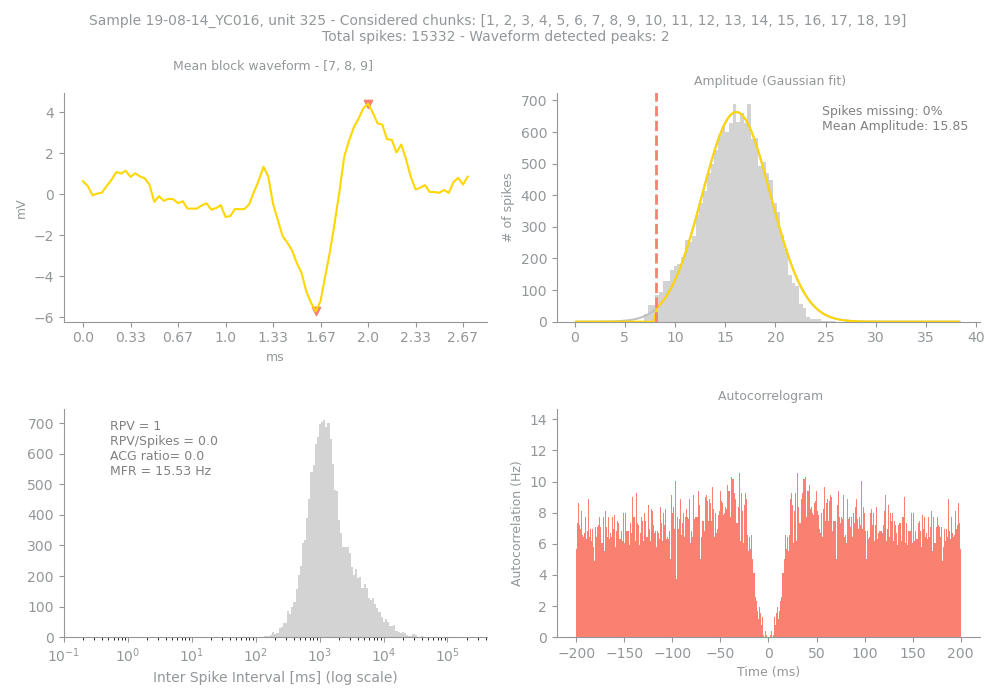 Sample 19-08-14_YC016, unit 325 - Considered chunks: [1, 2, 3, 4, 5, 6, 7, 8, 9, 10, 11, 12, 13, 14, 15, 16, 17, 18, 19]
Total spikes: 15332 - Waveform detected peaks: 2
Mean block waveform - [7, 8, 9]
4
2
0
−2
−4
−6
mV
0.0 0.33 0.67 1.0 1.33 1.67 2.0 2.33 2.67
ms
Amplitude (Gaussian fit)
Spikes missing: 0%
Mean Amplitude: 15.85
700
600
500
400
300
200
100
0
# of spikes
0 5 10 15 20 25 30 35 40
RPV = 1
RPV/Spikes = 0.0
ACG ratio= 0.0
MFR = 15.53 Hz
700
600
500
400
300
200
100
0
10⁻¹ 10⁰ 10¹ 10² 10³ 10⁴ 10⁵
Inter Spike Interval [ms] (log scale)
Autocorrelogram
14
12
10
8
6
4
2
0
Autocorrelation (Hz)
−200 −150 −100 −50 0 50 100 150 200
Time (ms)